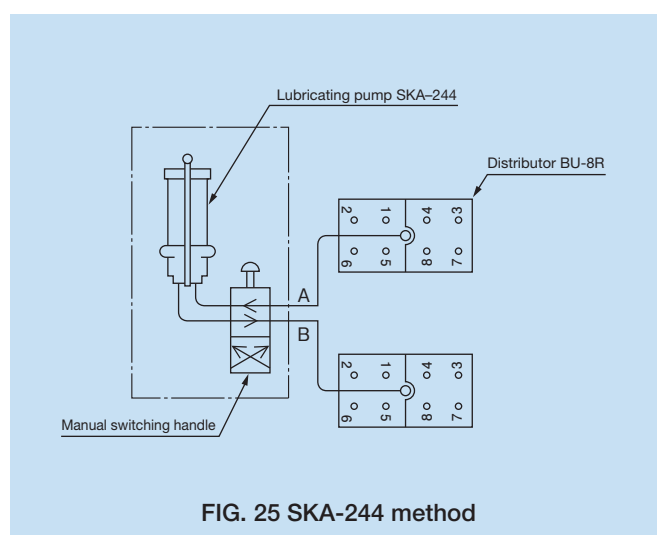 Lubricating pump SKA–244
Distributor BU-8R
2 1 4 3
6 5 8 7
A
B
2 1 4 3
6 5 8 7
Manual switching handle
FIG. 25 SKA-244 method